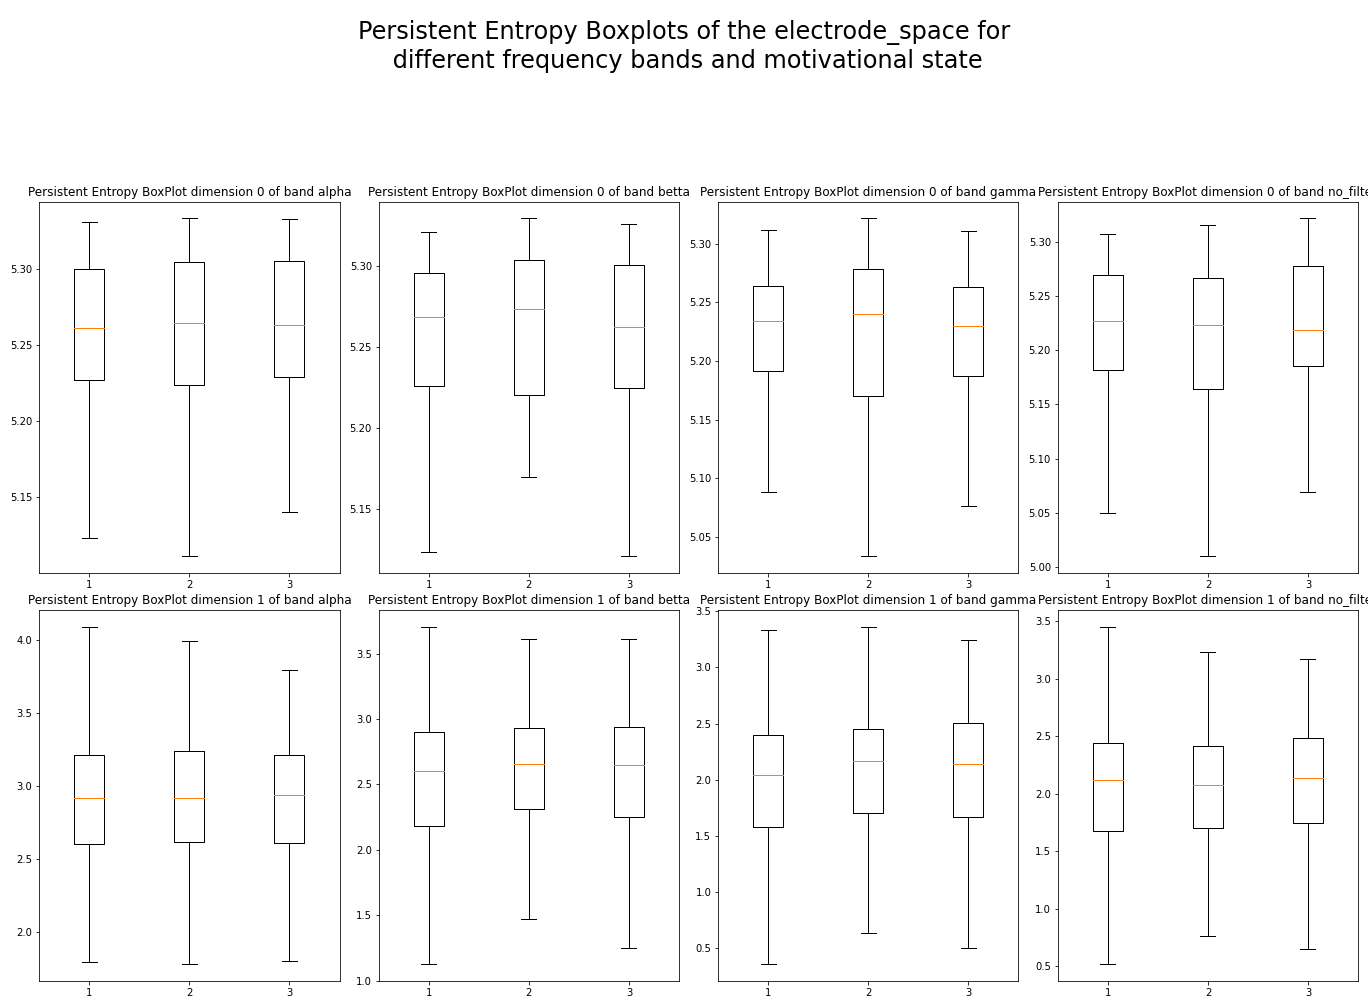 Persistent Entropy Boxplots of the electrode_space for
different frequency bands and motivational state
Persistent Entropy BoxPlot dimension 0 of band alpha
5.30
5.25
5.20
5.15
1 2 3
Persistent Entropy BoxPlot dimension 0 of band betta
5.30
5.25
5.20
5.15
1 2 3
Persistent Entropy BoxPlot dimension 0 of band gamma
5.30
5.25
5.20
5.15
5.10
5.05
1 2 3
Persistent Entropy BoxPlot dimension 0 of band no_filte
5.30
5.25
5.20
5.15
5.10
5.05
5.00
1 2 3
Persistent Entropy BoxPlot dimension 1 of band alpha
4.0
3.5
3.0
2.5
2.0
1 2 3
Persistent Entropy BoxPlot dimension 1 of band betta
3.5
3.0
2.5
2.0
1.5
1.0
1 2 3
Persistent Entropy BoxPlot dimension 1 of band gamma
3.5
3.0
2.5
2.0
1.5
1.0
0.5
1 2 3
Persistent Entropy BoxPlot dimension 1 of band no_filte
3.5
3.0
2.5
2.0
1.5
1.0
0.5
1 2 3